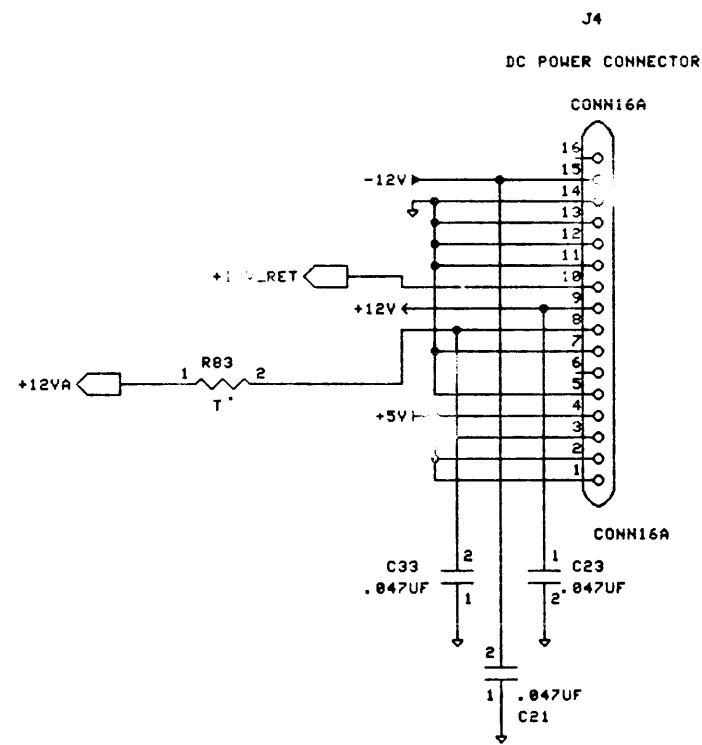 J4
DC POWER CONNECTOR
CONN16A
16
15
-12V
14
13
12
11
10
9
+12V
8
7
R83
1 2
6
+12VA
5
4
+5V
3
2
1
CONN16A
2 1
C33 C23
.047UF .047UF
1 2
2
1 .047UF
C21